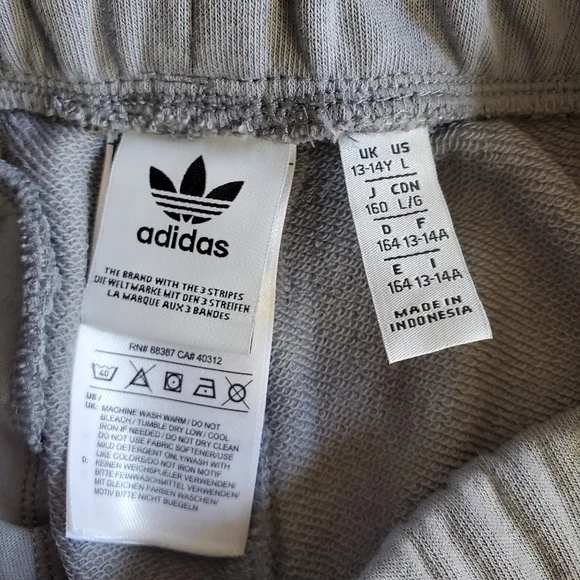 adidas
THE BRAND WITH THE 3 STRIPES
DIE WELTMARKE MIT DEN 3 STREIFEN
LA MARQUE AUX 3 BANDES
RN# 88387 CA# 40312
40
US /
UK: MACHINE WASH WARM / DO NOT
BLEACH / TUMBLE DRY LOW / COOL
IRON IF NEEDED / DO NOT DRY CLEAN
DO NOT USE FABRIC SOFTENER/USE
MILD DETERGENT ONLY/WASH WITH
LIKE COLORS/DO NOT IRON MOTIF
D: KEINEN WEICHSPUELER VERWENDEN/
BITTE FEINWASCHMITTEL VERWENDEN/
MIT GLEICHEN FARBEN WASCHEN/
MOTIV BITTE NICHT BUEGELN
UK US
13-14Y L
J CDN
160 L/G
D F
164 13-14A
E I
164 13-14A
MADE IN
INDONESIA